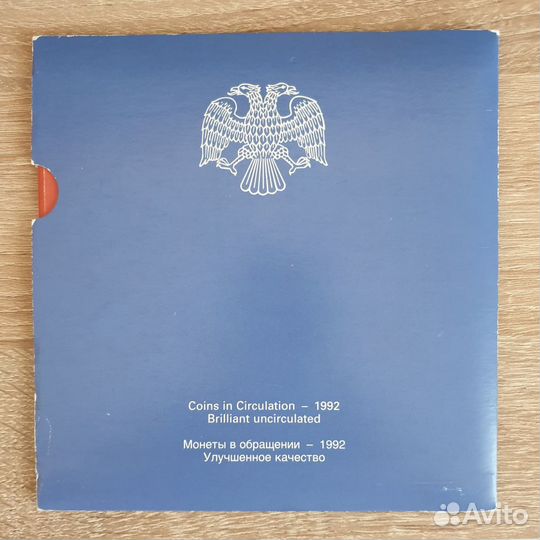 Coins in Circulation – 1992
Brilliant uncirculated
Монеты в обращении – 1992
Улучшенное качество
Avito